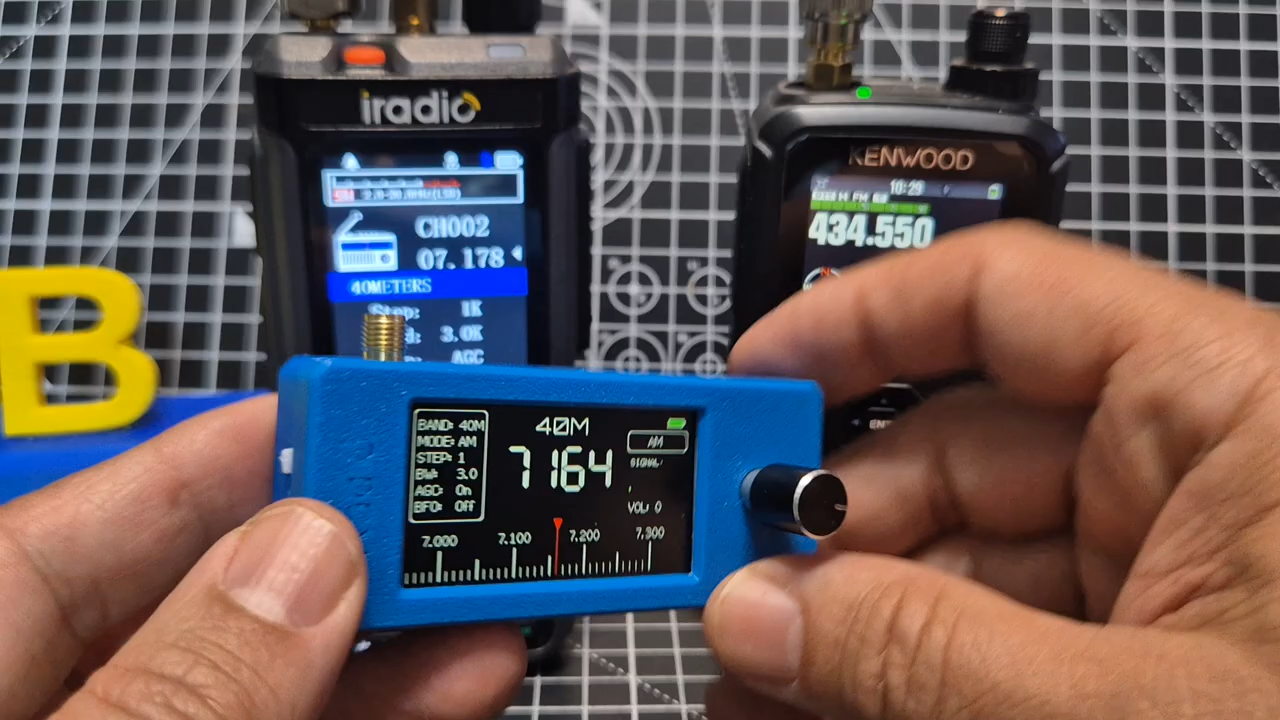 iradio
CH002
07.178
40METERS
Step: 1K
3.0K
AGC
KENWOOD
10:29
434.550
B
BAND: 40M
MODE: AM
STEP: 1
BW: 3.0
AGC: On
BFO: Off
40M
7164
AM
SIGNAL:
VOL: 0
7.000 7.100 7.200 7.300